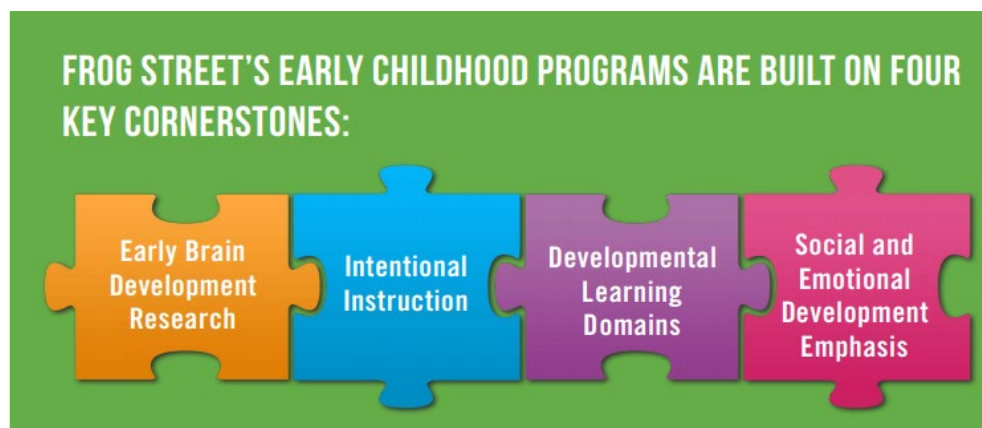 FROG STREET'S EARLY CHILDHOOD PROGRAMS ARE BUILT ON FOUR
KEY CORNERSTONES:
Early Brain
Development
Research
Intentional
Instruction
Developmental
Learning
Domains
Social and
Emotional
Development
Emphasis